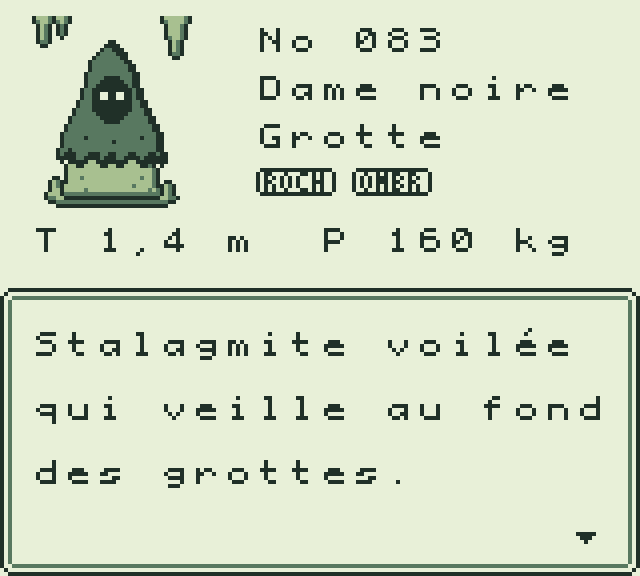 No 083
Dame noire
Grotte
ROCH OMBR
T 1,4 m P 160 kg
Stalagmite voilée
qui veille au fond
des grottes.